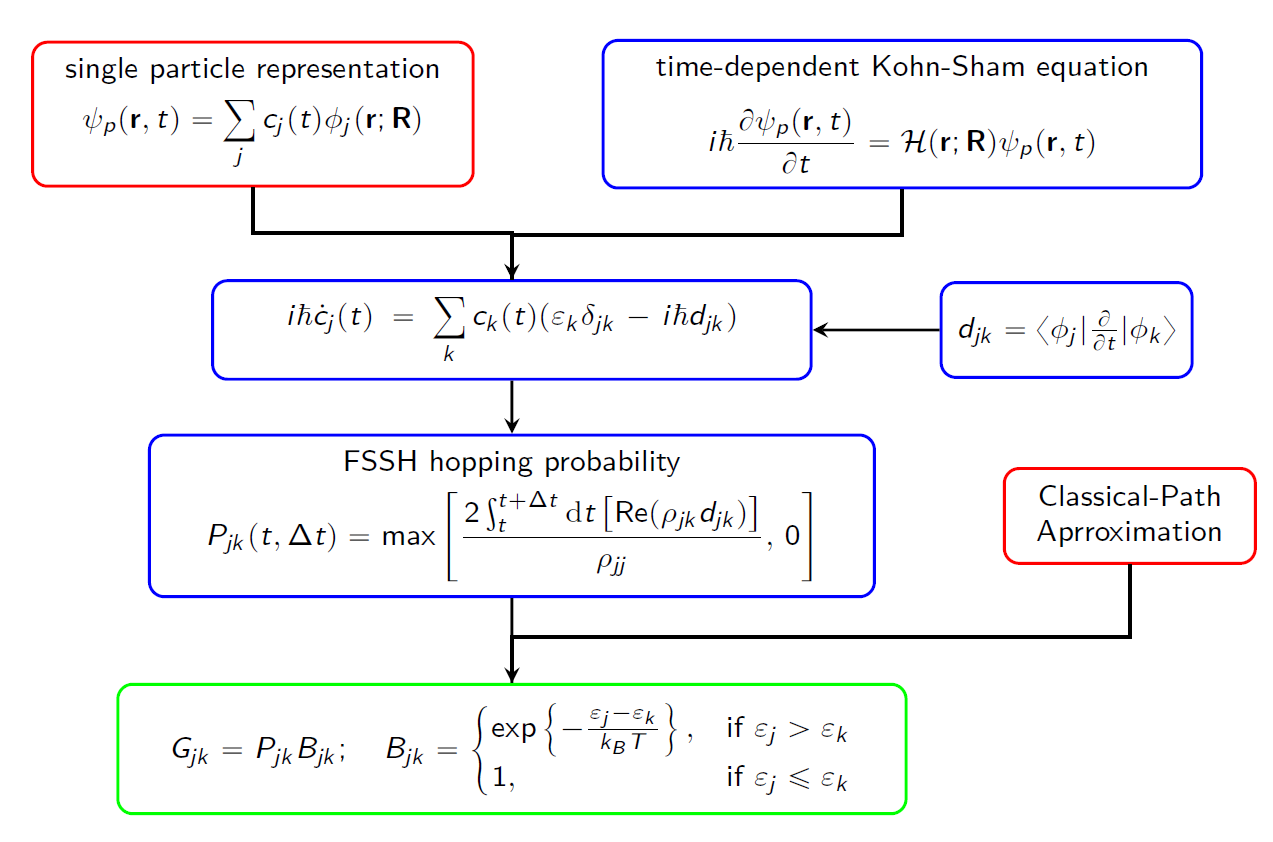 single particle representation
ψ_p(r, t) = ∑_j c_j(t)ϕ_j(r; R)
time-dependent Kohn-Sham equation
iħ ∂ψ_p(r, t)/∂t = ℋ(r; R)ψ_p(r, t)
iħċ_j(t) = ∑_k c_k(t)(ε_k δ_jk − iħd_jk)
d_jk = ⟨ϕ_j|∂/∂t|ϕ_k⟩
FSSH hopping probability
P_jk(t, Δt) = max [ 2 ∫_t^{t+Δt} dt [Re(ρ_jk d_jk)] / ρ_jj , 0 ]
Classical-Path
Aprroximation
G_jk = P_jk B_jk; B_jk = { exp { − (ε_j − ε_k)/(k_B T) } , if ε_j > ε_k
1, if ε_j ⩽ ε_k